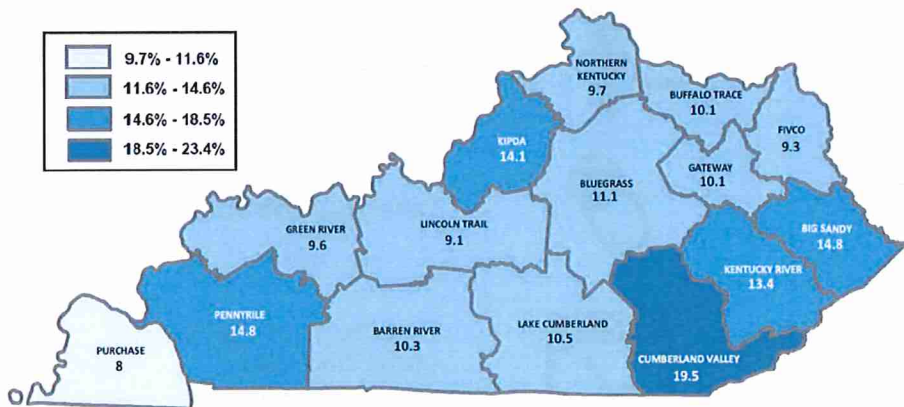 9.7% - 11.6%
11.6% - 14.6%
14.6% - 18.5%
18.5% - 23.4%
NORTHERN
KENTUCKY
9.7
BUFFALO TRACE
10.1
FIVCO
9.3
KIPDA
14.1
GATEWAY
10.1
BLUEGRASS
11.1
GREEN RIVER
9.6
LINCOLN TRAIL
9.1
BIG SANDY
14.8
KENTUCKY RIVER
13.4
PENNYRILE
14.8
BARREN RIVER
10.3
LAKE CUMBERLAND
10.5
PURCHASE
8
CUMBERLAND VALLEY
19.5